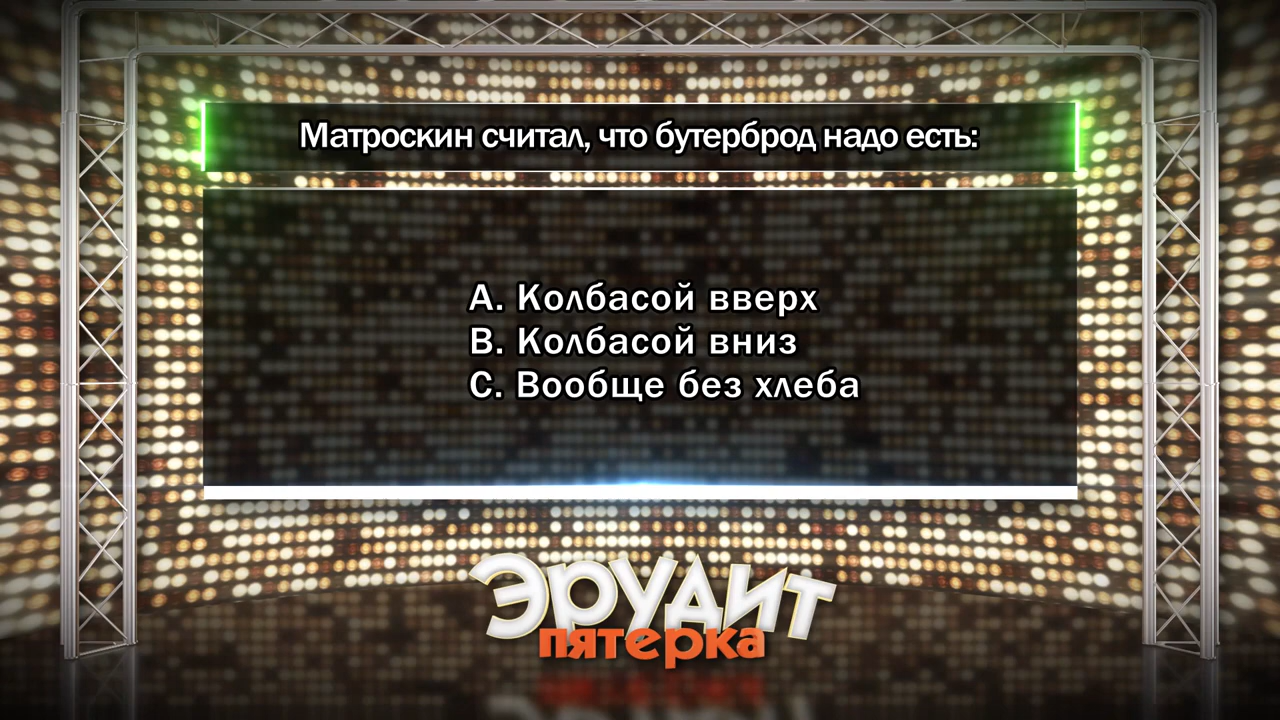 Матроскин считал, что бутерброд надо есть:
А. Колбасой вверх
В. Колбасой вниз
С. Вообще без хлеба
Эрудит
пятерка